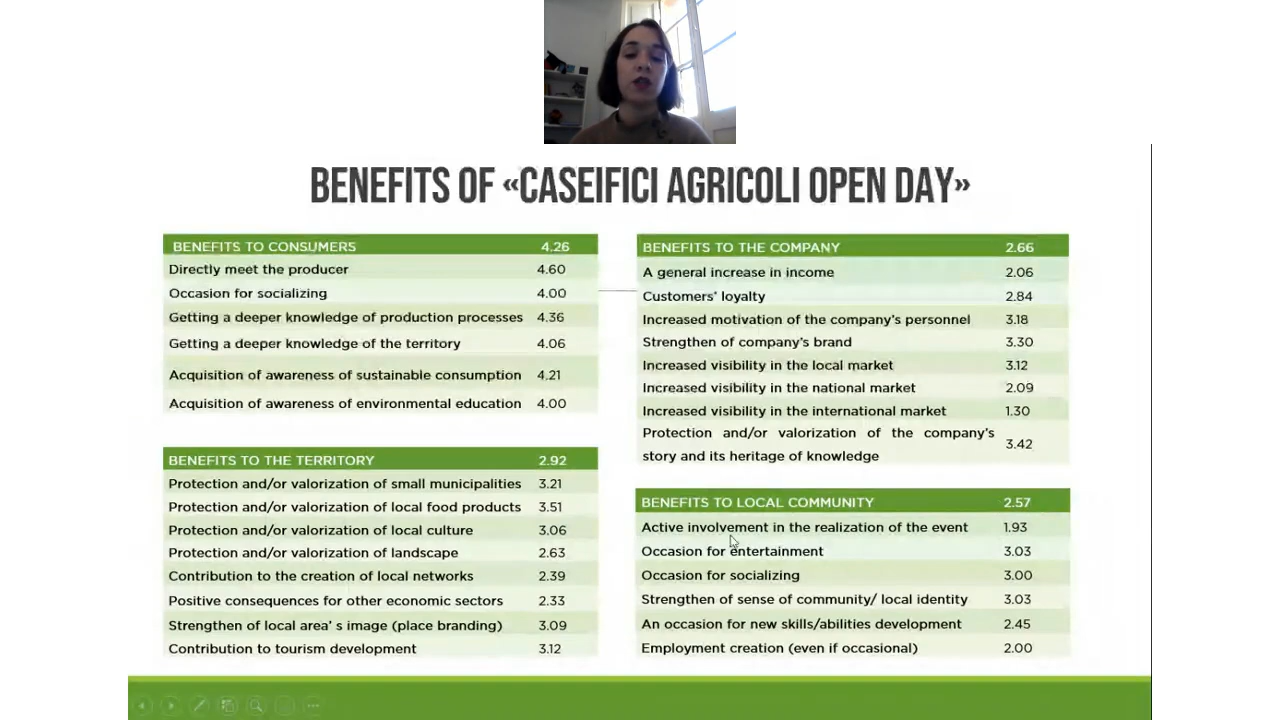 BENEFITS OF «CASEIFICI AGRICOLI OPEN DAY»
BENEFITS TO CONSUMERS 4.26
Directly meet the producer 4.60
Occasion for socializing 4.00
Getting a deeper knowledge of production processes 4.36
Getting a deeper knowledge of the territory 4.06
Acquisition of awareness of sustainable consumption 4.21
Acquisition of awareness of environmental education 4.00
BENEFITS TO THE TERRITORY 2.92
Protection and/or valorization of small municipalities 3.21
Protection and/or valorization of local food products 3.51
Protection and/or valorization of local culture 3.06
Protection and/or valorization of landscape 2.63
Contribution to the creation of local networks 2.39
Positive consequences for other economic sectors 2.33
Strengthen of local area' s image (place branding) 3.09
Contribution to tourism development 3.12
BENEFITS TO THE COMPANY 2.66
A general increase in income 2.06
Customers' loyalty 2.84
Increased motivation of the company's personnel 3.18
Strengthen of company's brand 3.30
Increased visibility in the local market 3.12
Increased visibility in the national market 2.09
Increased visibility in the international market 1.30
Protection and/or valorization of the company's
story and its heritage of knowledge 3.42
BENEFITS TO LOCAL COMMUNITY 2.57
Active involvement in the realization of the event 1.93
Occasion for entertainment 3.03
Occasion for socializing 3.00
Strengthen of sense of community/ local identity 3.03
An occasion for new skills/abilities development 2.45
Employment creation (even if occasional) 2.00